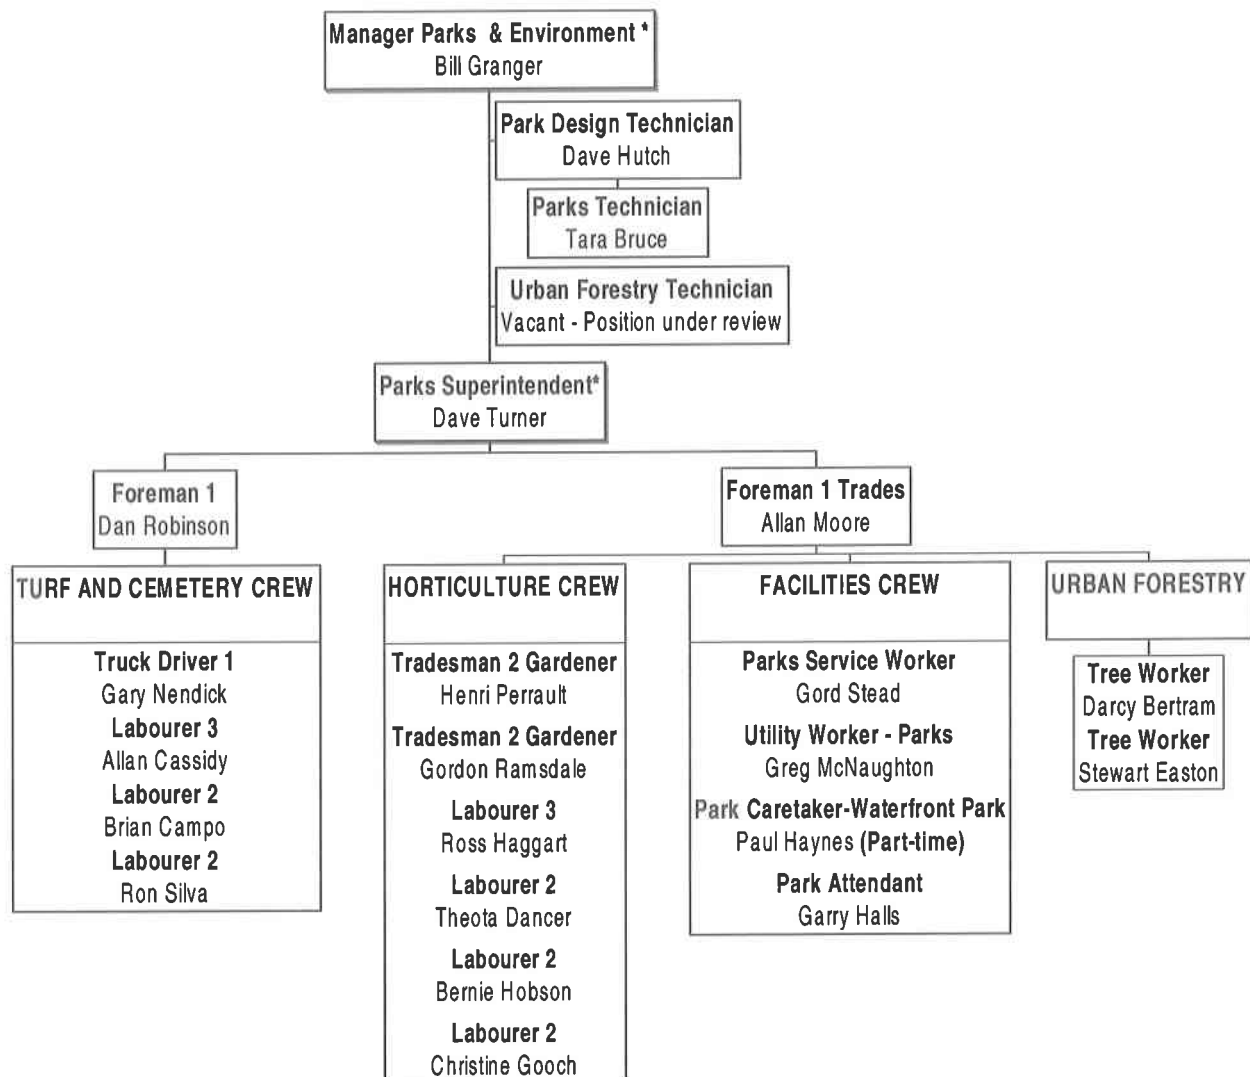 Manager Parks & Environment *
Bill Granger
Park Design Technician
Dave Hutch
Parks Technician
Tara Bruce
Urban Forestry Technician
Vacant - Position under review
Parks Superintendent*
Dave Turner
Foreman 1
Dan Robinson
Foreman 1 Trades
Allan Moore
TURF AND CEMETERY CREW
Truck Driver 1
Gary Nendick
Labourer 3
Allan Cassidy
Labourer 2
Brian Campo
Labourer 2
Ron Silva
HORTICULTURE CREW
Tradesman 2 Gardener
Henri Perrault
Tradesman 2 Gardener
Gordon Ramsdale
Labourer 3
Ross Haggart
Labourer 2
Theota Dancer
Labourer 2
Bernie Hobson
Labourer 2
Christine Gooch
FACILITIES CREW
Parks Service Worker
Gord Stead
Utility Worker - Parks
Greg McNaughton
Park Caretaker-Waterfront Park
Paul Haynes (Part-time)
Park Attendant
Garry Halls
URBAN FORESTRY
Tree Worker
Darcy Bertram
Tree Worker
Stewart Easton